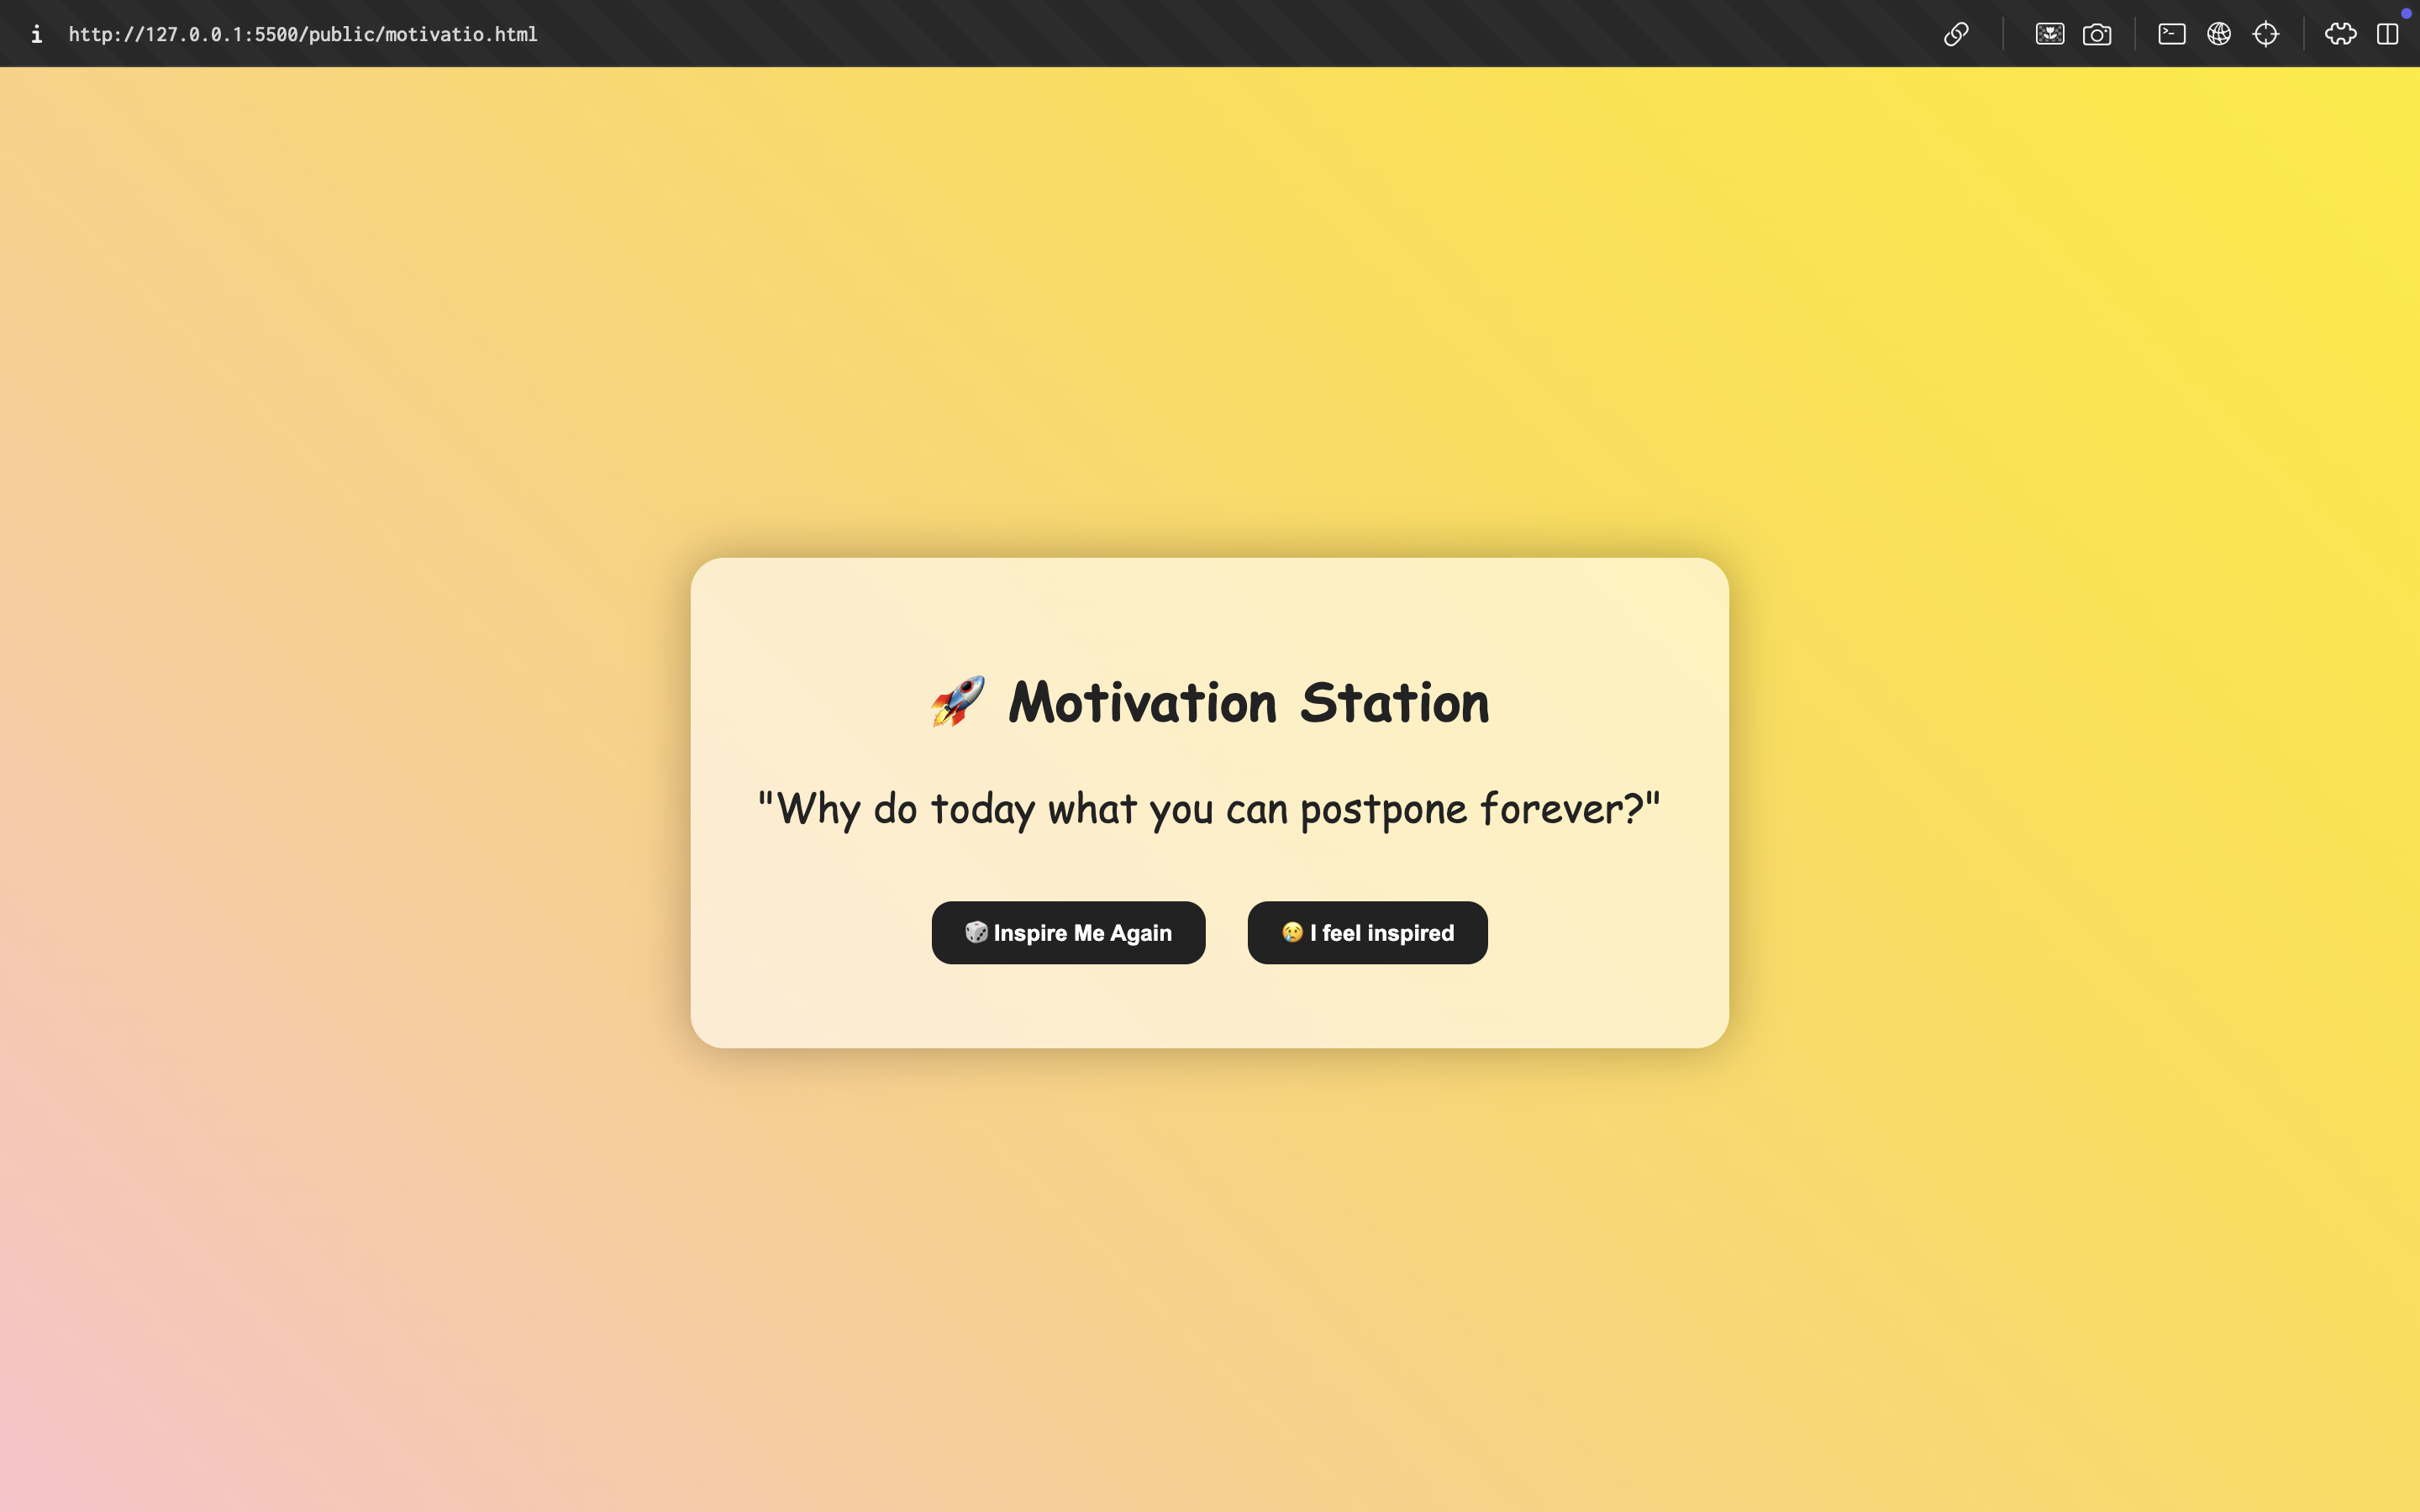 i http://127.0.0.1:5500/public/motivatio.html
🚀 Motivation Station
"Why do today what you can postpone forever?"
🎲 Inspire Me Again
😢 I feel inspired